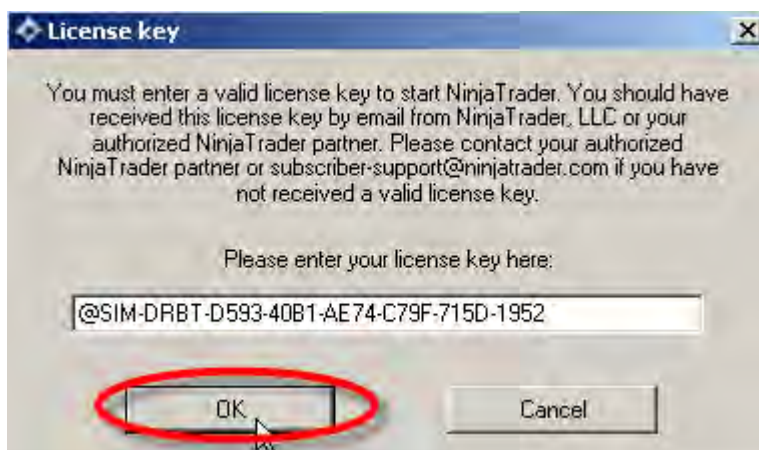 License key
You must enter a valid license key to start NinjaTrader. You should have
received this license key by email from NinjaTrader, LLC or your
authorized NinjaTrader partner. Please contact your authorized
NinjaTrader partner or subscriber-support@ninjatrader.com if you have
not received a valid license key.
Please enter your license key here:
@SIM-DRBT-D593-40B1-AE74-C79F-715D-1952
OK
Cancel